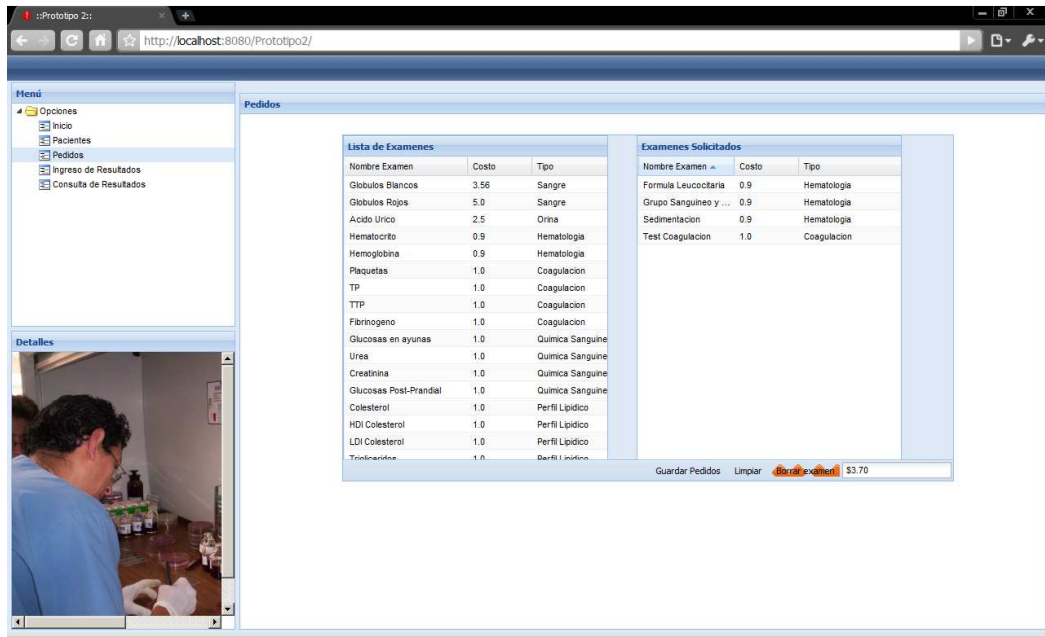 ::Prototipo 2::
http://localhost:8080/Prototipo2/
Menú
Opciones
Inicio
Pacientes
Pedidos
Ingreso de Resultados
Consulta de Resultados
Detalles
Pedidos
Lista de Examenes
Nombre Examen Costo Tipo
Globulos Blancos 3.56 Sangre
Globulos Rojos 5.0 Sangre
Acido Urico 2.5 Orina
Hematocrito 0.9 Hematologia
Hemoglobina 0.9 Hematologia
Plaquetas 1.0 Coagulacion
TP 1.0 Coagulacion
TTP 1.0 Coagulacion
Fibrinogeno 1.0 Coagulacion
Glucosas en ayunas 1.0 Quimica Sanguine
Urea 1.0 Quimica Sanguine
Creatinina 1.0 Quimica Sanguine
Glucosas Post-Prandial 1.0 Quimica Sanguine
Colesterol 1.0 Perfil Lipidico
HDl Colesterol 1.0 Perfil Lipidico
LDl Colesterol 1.0 Perfil Lipidico
Trigliceridos 1.0 Perfil Lipidico
Examenes Solicitados
Nombre Examen Costo Tipo
Formula Leucocitaria 0.9 Hematologia
Grupo Sanguineo y ... 0.9 Hematologia
Sedimentacion 0.9 Hematologia
Test Coagulacion 1.0 Coagulacion
Guardar Pedidos Limpiar Borrar examen $3.70